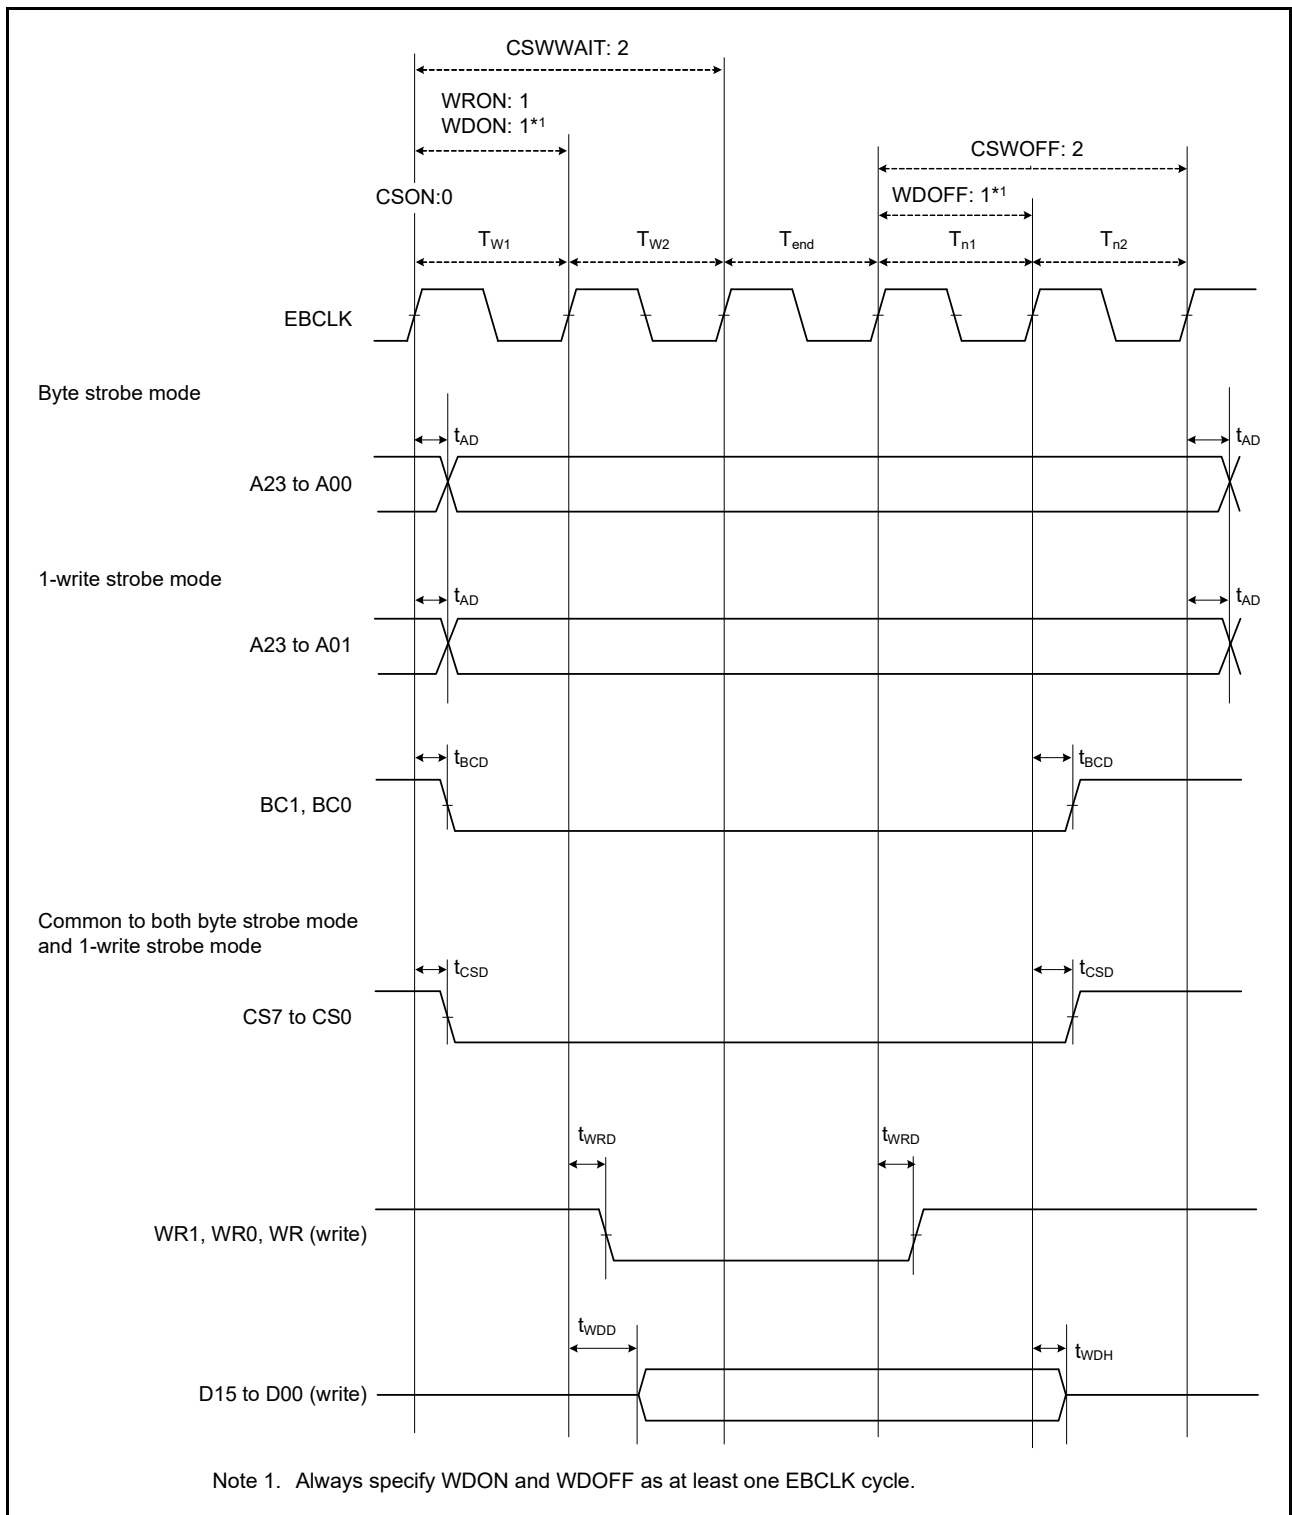 CSWWAIT: 2
WRON: 1
WDON: 1*1
CSWOFF: 2
CSON:0
WDOFF: 1*1
TW1
TW2
Tend
Tn1
Tn2
EBCLK
Byte strobe mode
tAD
tAD
A23 to A00
1-write strobe mode
tAD
tAD
A23 to A01
tBCD
tBCD
BC1, BC0
Common to both byte strobe mode
and 1-write strobe mode
tCSD
tCSD
CS7 to CS0
tWRD
tWRD
WR1, WR0, WR (write)
tWDD
tWDH
D15 to D00 (write)
Note 1. Always specify WDON and WDOFF as at least one EBCLK cycle.